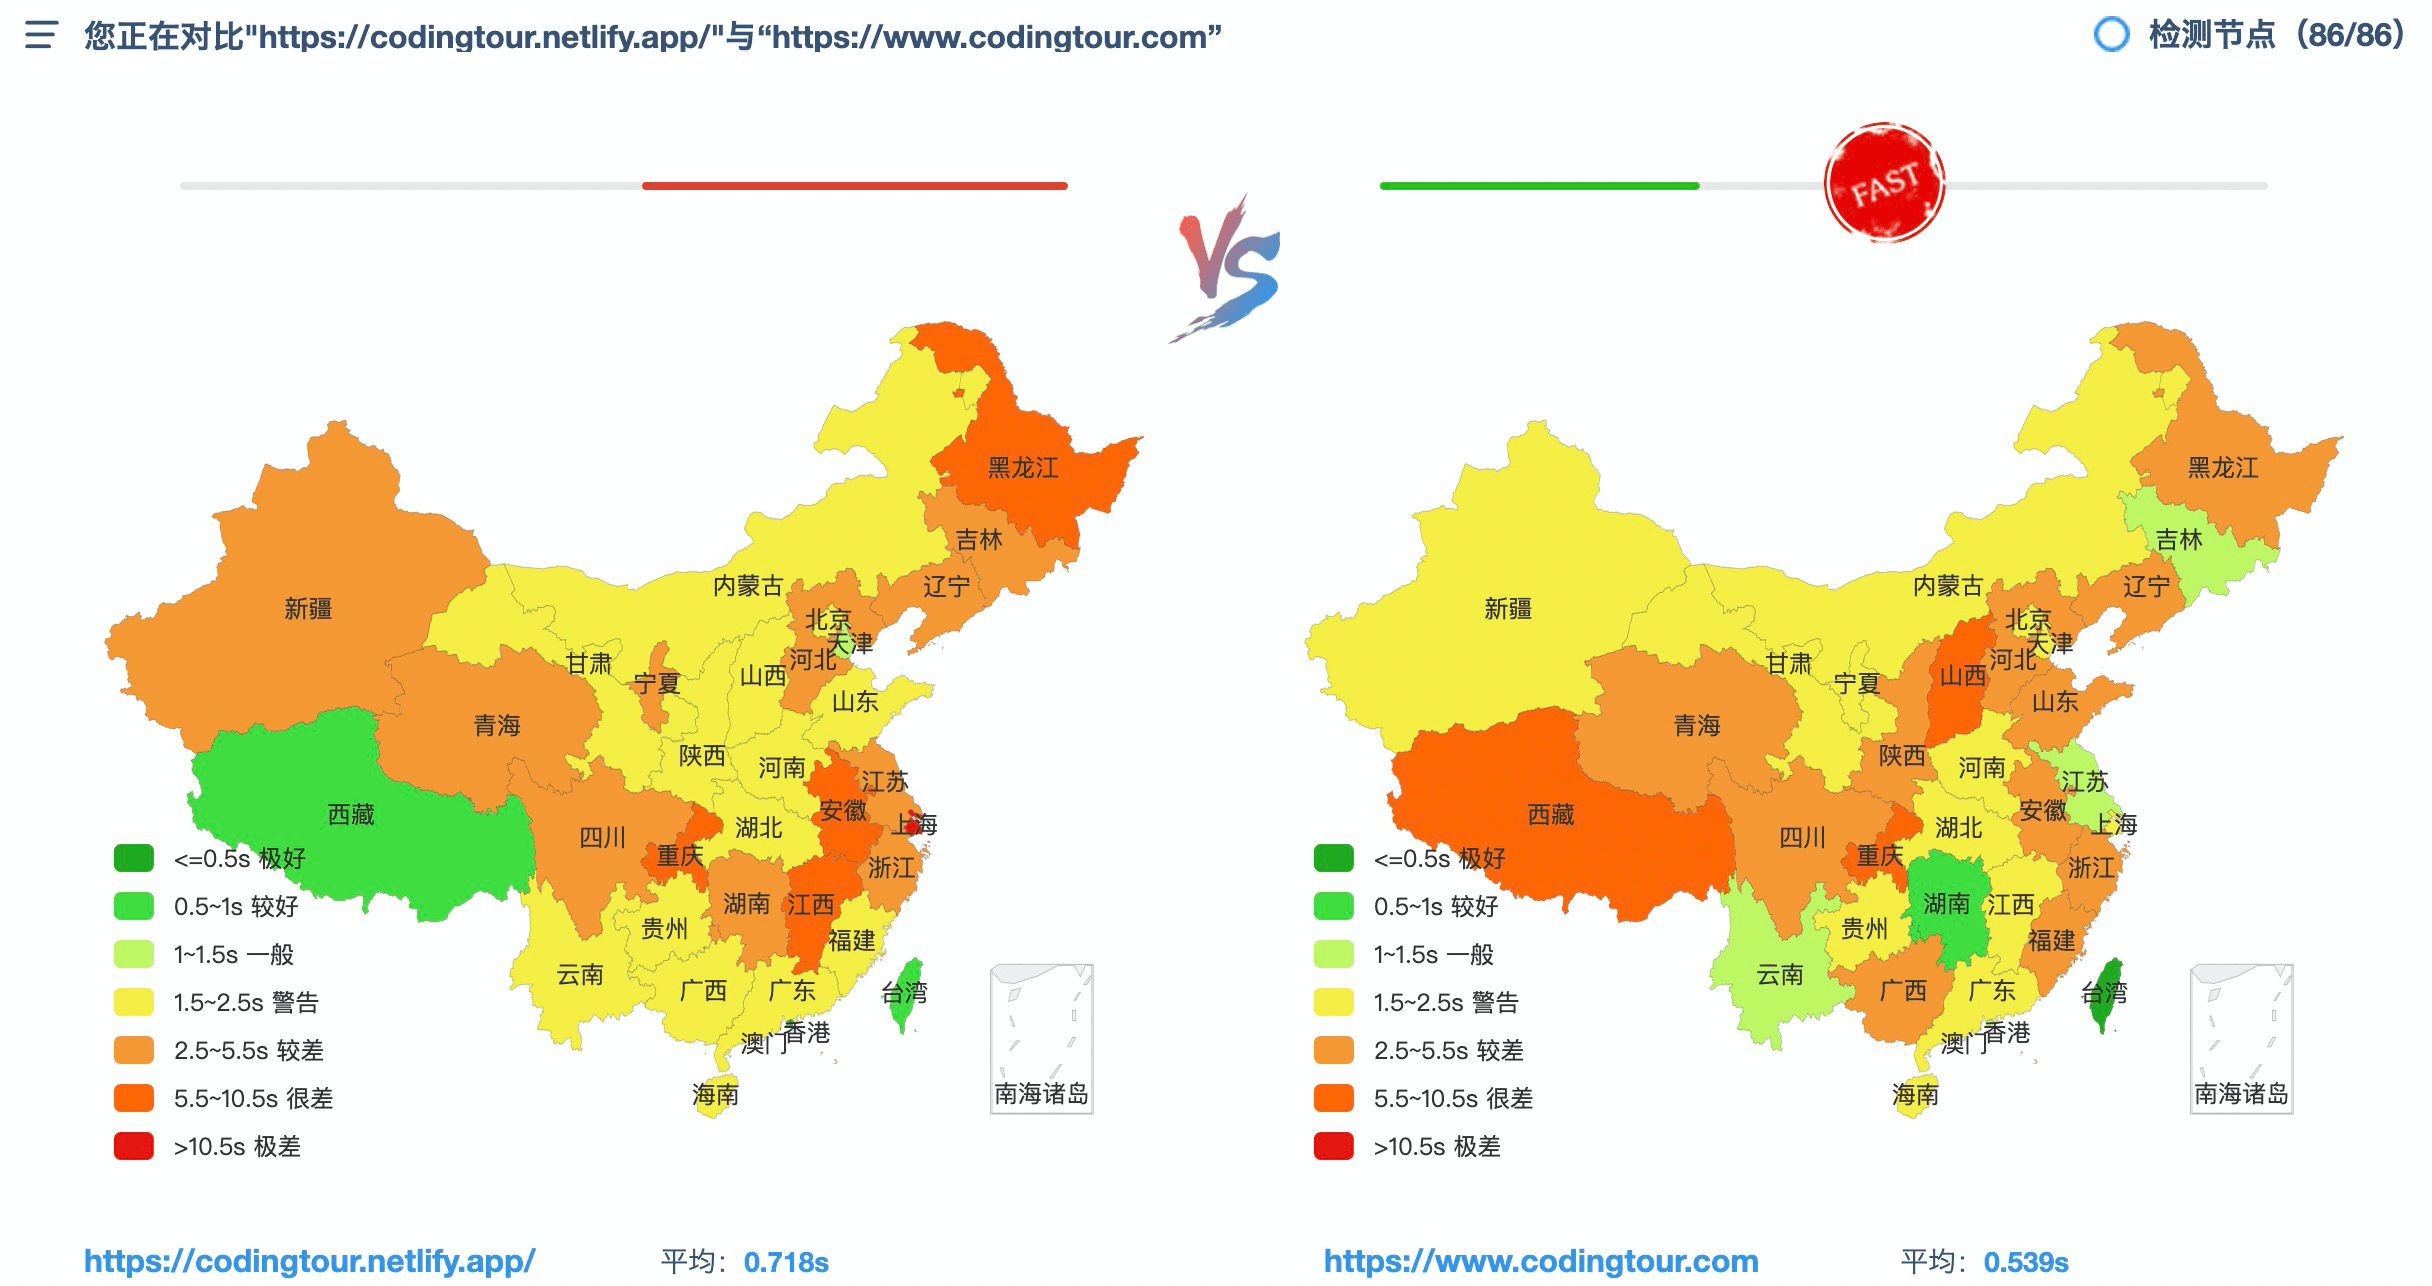 您正在对比"https://codingtour.netlify.app/"与“https://www.codingtour.com”
检测节点（86/86）
FAST
VS
黑龙江
吉林
辽宁
内蒙古
新疆
北京
天津
河北
甘肃
宁夏
山西
山东
青海
陕西
河南
江苏
西藏
四川
湖北
安徽
上海
重庆
浙江
湖南
江西
贵州
福建
云南
广西
广东
台湾
香港
澳门
海南
南海诸岛
<=0.5s 极好
0.5~1s 较好
1~1.5s 一般
1.5~2.5s 警告
2.5~5.5s 较差
5.5~10.5s 很差
>10.5s 极差
https://codingtour.netlify.app/
平均：0.718s
黑龙江
吉林
辽宁
内蒙古
新疆
北京
天津
河北
甘肃
宁夏
山西
山东
青海
陕西
河南
江苏
西藏
四川
湖北
安徽
上海
重庆
浙江
湖南
江西
贵州
福建
云南
广西
广东
台湾
香港
澳门
海南
南海诸岛
<=0.5s 极好
0.5~1s 较好
1~1.5s 一般
1.5~2.5s 警告
2.5~5.5s 较差
5.5~10.5s 很差
>10.5s 极差
https://www.codingtour.com
平均：0.539s